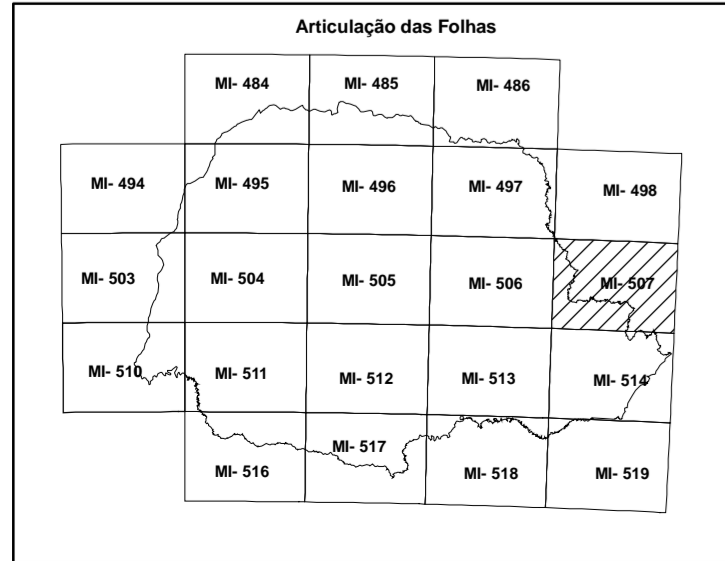 Articulação das Folhas
MI- 484 MI- 485 MI- 486
MI- 494 MI- 495 MI- 496 MI- 497 MI- 498
MI- 503 MI- 504 MI- 505 MI- 506 MI- 507
MI- 510 MI- 511 MI- 512 MI- 513 MI- 514
MI- 516 MI- 517 MI- 518 MI- 519